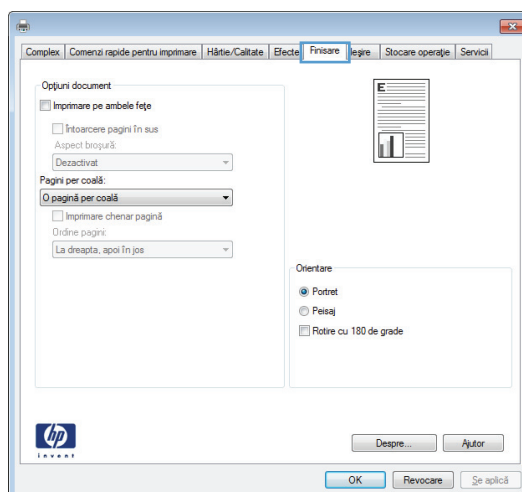 Complex Comenzi rapide pentru imprimare Hârtie/Calitate Efecte Finisare Ieşire Stocare operaţie Servicii
Opţiuni document
Imprimare pe ambele feţe
Întoarcere pagini în sus
Aspect broşură:
Dezactivat
Pagini per coală:
O pagină per coală
Imprimare chenar pagină
Ordine pagini:
La dreapta, apoi în jos
E
Orientare
Portret
Peisaj
Rotire cu 180 de grade
hp
invent
Despre... Ajutor
OK Revocare Se aplică